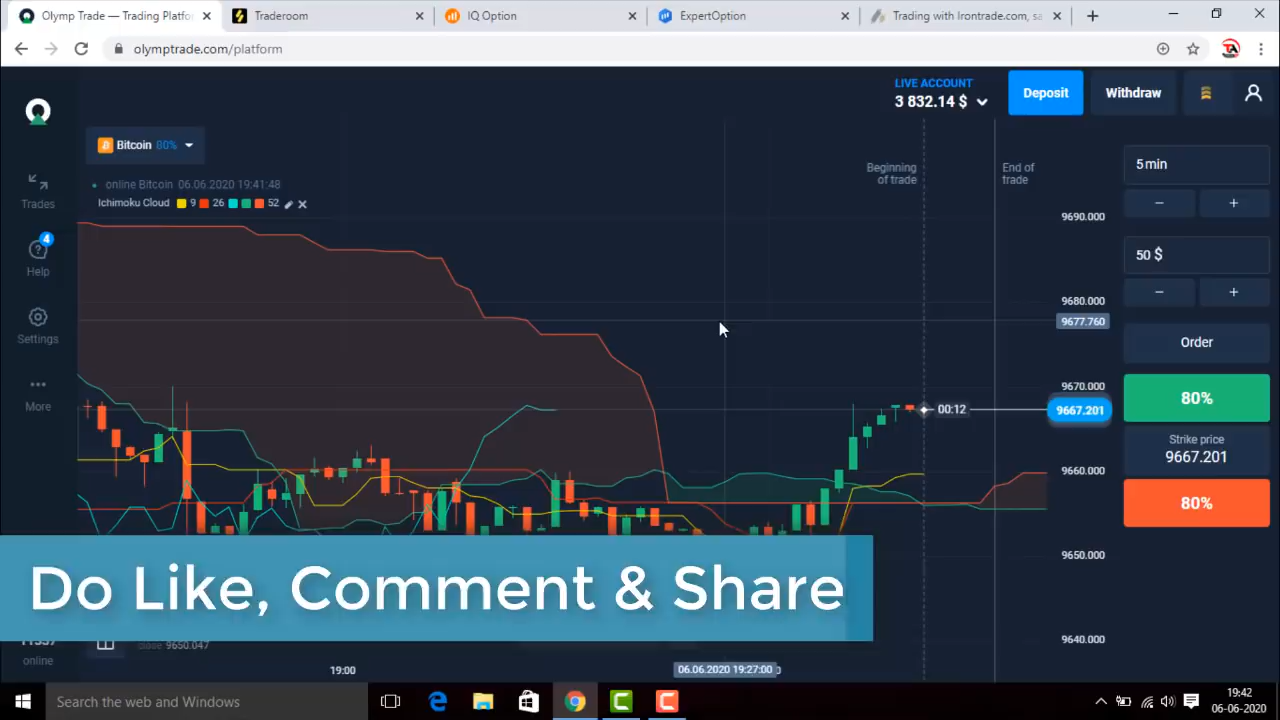 Olymp Trade — Trading Platfo
Traderoom
IQ Option
ExpertOption
Trading with Irontrade.com, sa
olymptrade.com/platform
LIVE ACCOUNT
3 832.14 $
Deposit
Withdraw
Bitcoin 80%
online Bitcoin 06.06.2020 19:41:48
Ichimoku Cloud 9 26 52
Trades
4
Help
Settings
More
Beginning
of trade
End of
trade
9690.000
9680.000
9677.760
9670.000
00:12
9667.201
9660.000
9650.000
9640.000
5 min
−
+
50 $
−
+
Order
80%
Strike price
9667.201
80%
Do Like, Comment & Share
9650.047
online
19:00
06.06.2020 19:27:00
Search the web and Windows
19:42
06-06-2020